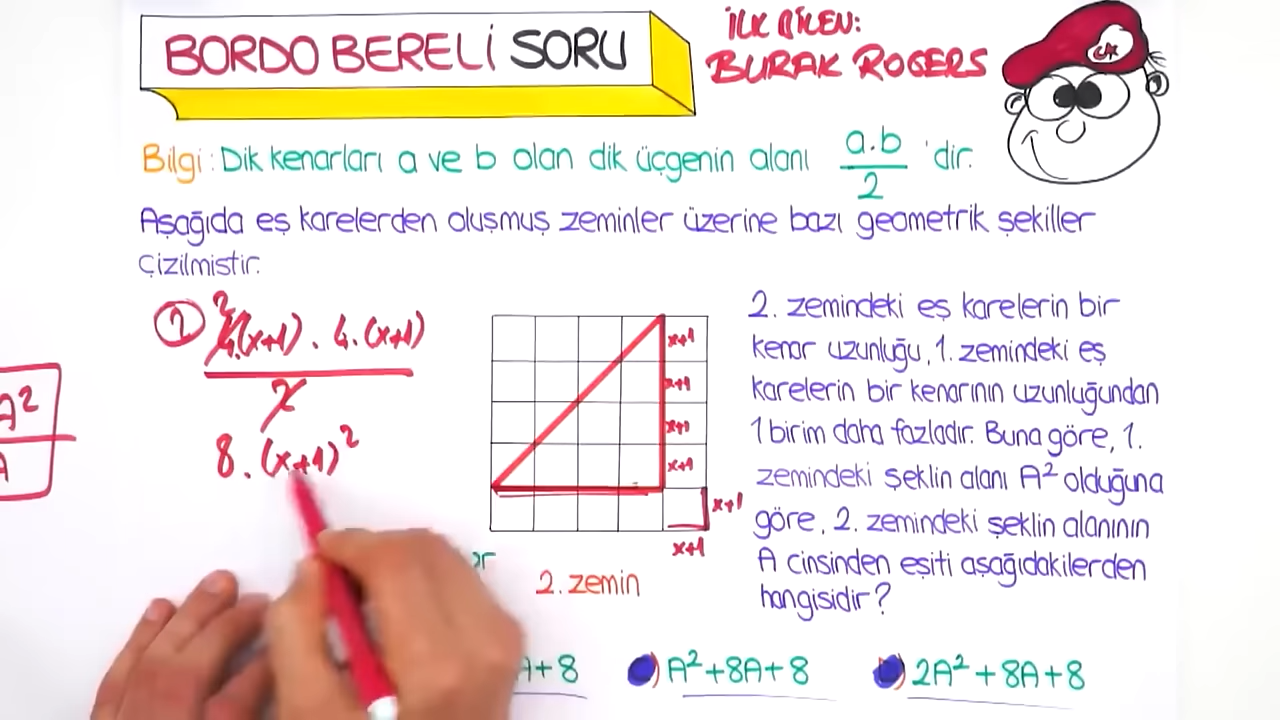 BORDO BERELİ SORU
İLK BİLEN:
BURAK ROGERS
Bilgi: Dik kenarları a ve b olan dik üçgenin alanı a.b/2 'dir.
Aşağıda eş karelerden oluşmuş zeminler üzerine bazı geometrik şekiller
çizilmiştir.
2
4.(x+1) . 4.(x+1)
2
8.(x+1)²
A²
A
x+1
x+1
x+1
x+1
x+1
x+1
2. zemin
2. zemindeki eş karelerin bir
kenar uzunluğu, 1. zemindeki eş
karelerin bir kenarının uzunluğundan
1 birim daha fazladır. Buna göre, 1.
zemindeki şeklin alanı A² olduğuna
göre, 2. zemindeki şeklin alanının
A cinsinden eşiti aşağıdakilerden
hangisidir?
A+8
) A²+8A+8
) 2A²+8A+8